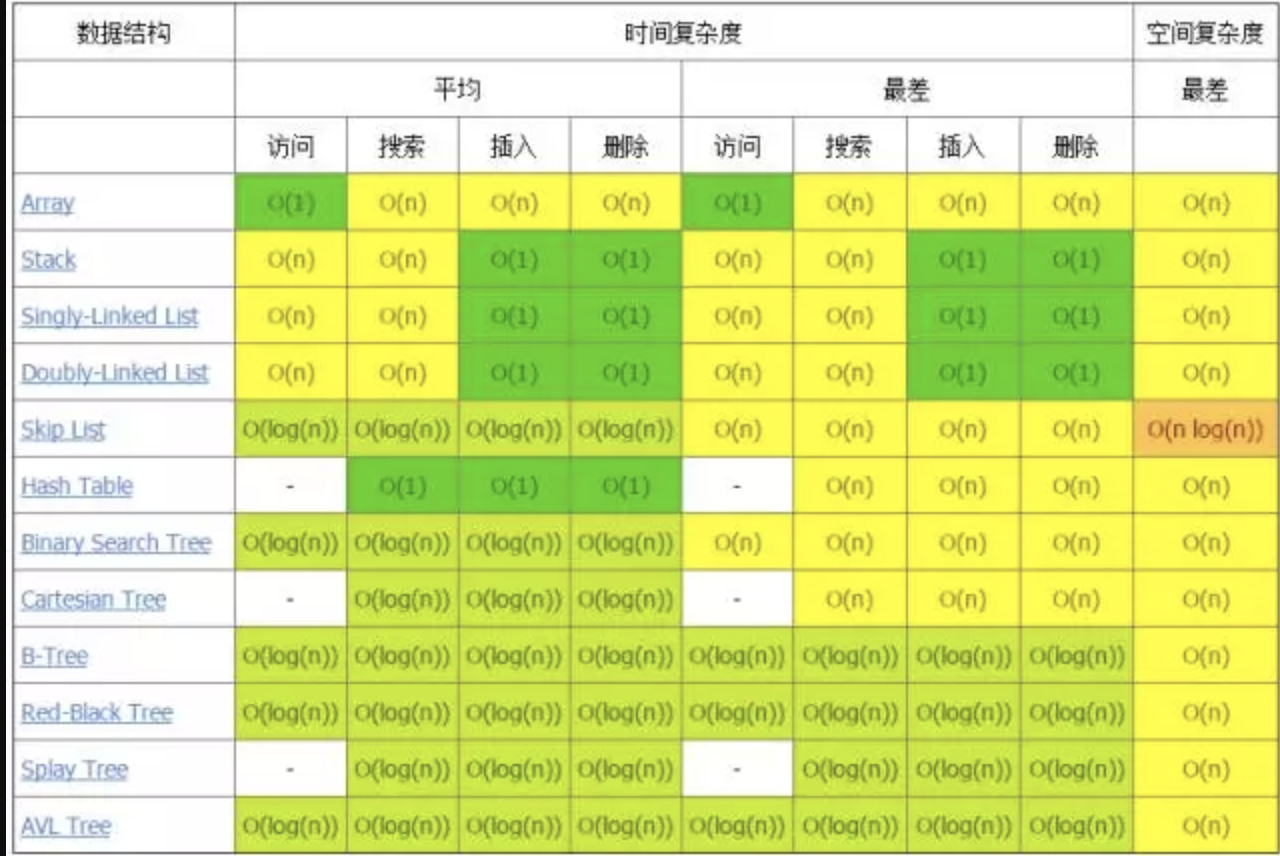 数据结构 时间复杂度 空间复杂度
平均 最差 最差
访问 搜索 插入 删除 访问 搜索 插入 删除
Array O(1) O(n) O(n) O(n) O(1) O(n) O(n) O(n) O(n)
Stack O(n) O(n) O(1) O(1) O(n) O(n) O(1) O(1) O(n)
Singly-Linked List O(n) O(n) O(1) O(1) O(n) O(n) O(1) O(1) O(n)
Doubly-Linked List O(n) O(n) O(1) O(1) O(n) O(n) O(1) O(1) O(n)
Skip List O(log(n)) O(log(n)) O(log(n)) O(log(n)) O(n) O(n) O(n) O(n) O(n log(n))
Hash Table - O(1) O(1) O(1) - O(n) O(n) O(n) O(n)
Binary Search Tree O(log(n)) O(log(n)) O(log(n)) O(log(n)) O(n) O(n) O(n) O(n) O(n)
Cartesian Tree - O(log(n)) O(log(n)) O(log(n)) - O(n) O(n) O(n) O(n)
B-Tree O(log(n)) O(log(n)) O(log(n)) O(log(n)) O(log(n)) O(log(n)) O(log(n)) O(log(n)) O(n)
Red-Black Tree O(log(n)) O(log(n)) O(log(n)) O(log(n)) O(log(n)) O(log(n)) O(log(n)) O(log(n)) O(n)
Splay Tree - O(log(n)) O(log(n)) O(log(n)) - O(log(n)) O(log(n)) O(log(n)) O(n)
AVL Tree O(log(n)) O(log(n)) O(log(n)) O(log(n)) O(log(n)) O(log(n)) O(log(n)) O(log(n)) O(n)